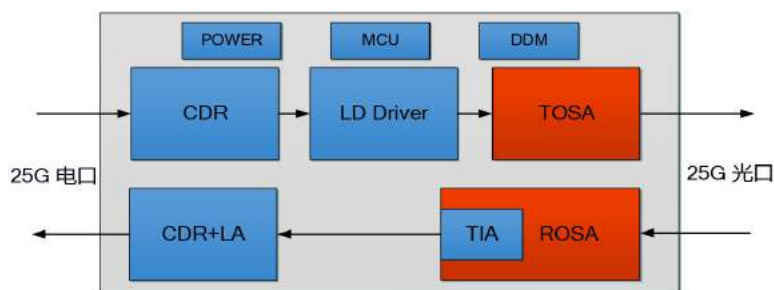 POWER
MCU
DDM
CDR
LD Driver
TOSA
25G 电口
25G 光口
CDR+LA
TIA
ROSA